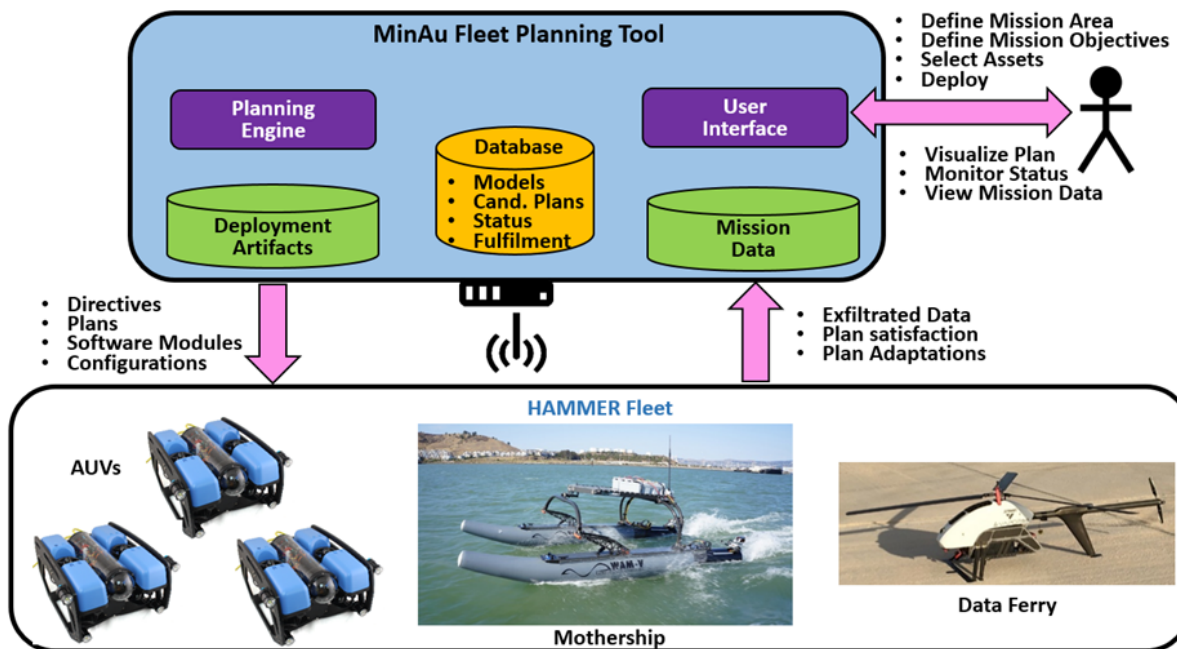 MinAu Fleet Planning Tool
Planning
Engine
Database
• Models
• Cand. Plans
• Status
• Fulfilment
User
Interface
Deployment
Artifacts
Mission
Data
• Define Mission Area
• Define Mission Objectives
• Select Assets
• Deploy
• Visualize Plan
• Monitor Status
• View Mission Data
• Directives
• Plans
• Software Modules
• Configurations
• Exfiltrated Data
• Plan satisfaction
• Plan Adaptations
HAMMER Fleet
AUVs
WAM-V
Mothership
Data Ferry